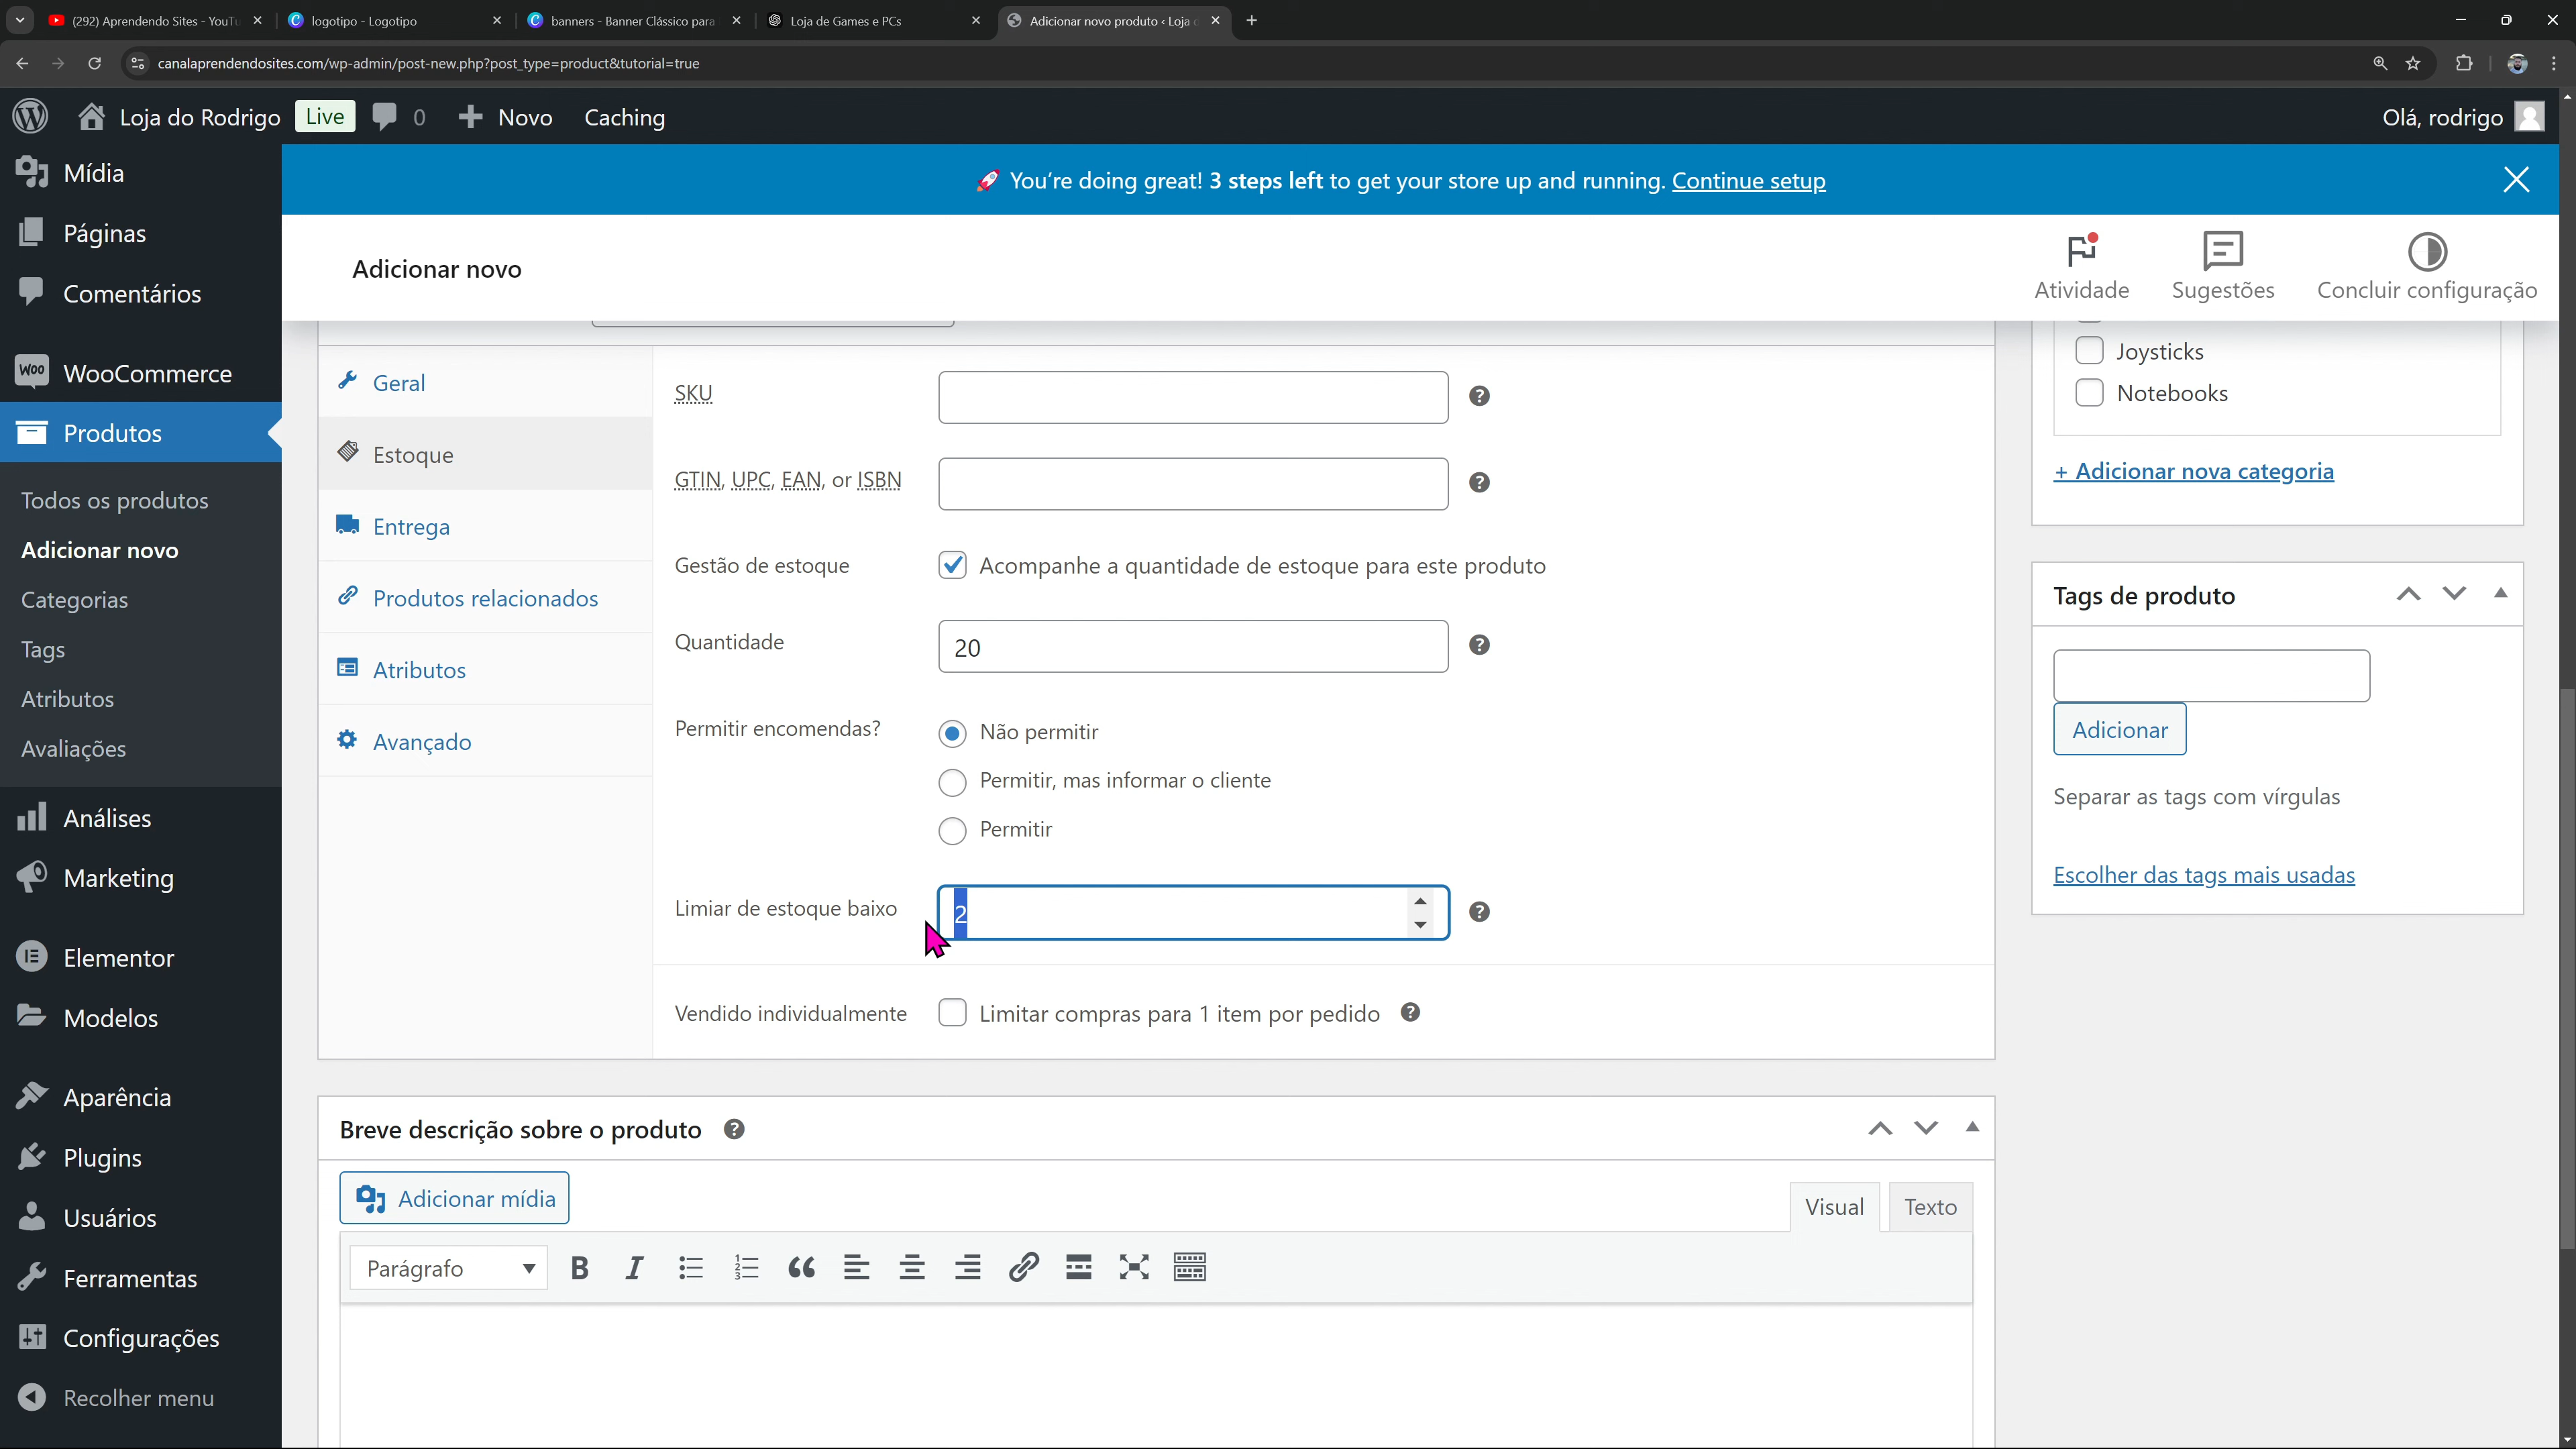 (292) Aprendendo Sites - YouTu
logotipo - Logotipo
banners - Banner Clássico para
Loja de Games e PCs
Adicionar novo produto ‹ Loja d
canalaprendendosites.com/wp-admin/post-new.php?post_type=product&tutorial=true
Loja do Rodrigo Live 0 Novo Caching
Olá, rodrigo
Mídia
Páginas
Comentários
WooCommerce
Produtos
Todos os produtos
Adicionar novo
Categorias
Tags
Atributos
Avaliações
Análises
Marketing
Elementor
Modelos
Aparência
Plugins
Usuários
Ferramentas
Configurações
Recolher menu
🚀 You're doing great! 3 steps left to get your store up and running. Continue setup
Adicionar novo
Atividade
Sugestões
Concluir configuração
Geral
Estoque
Entrega
Produtos relacionados
Atributos
Avançado
SKU
GTIN, UPC, EAN, or ISBN
Gestão de estoque
Acompanhe a quantidade de estoque para este produto
Quantidade
20
Permitir encomendas?
Não permitir
Permitir, mas informar o cliente
Permitir
Limiar de estoque baixo
2
Vendido individualmente
Limitar compras para 1 item por pedido
Joysticks
Notebooks
+ Adicionar nova categoria
Tags de produto
Adicionar
Separar as tags com vírgulas
Escolher das tags mais usadas
Breve descrição sobre o produto
Adicionar mídia
Visual
Texto
Parágrafo